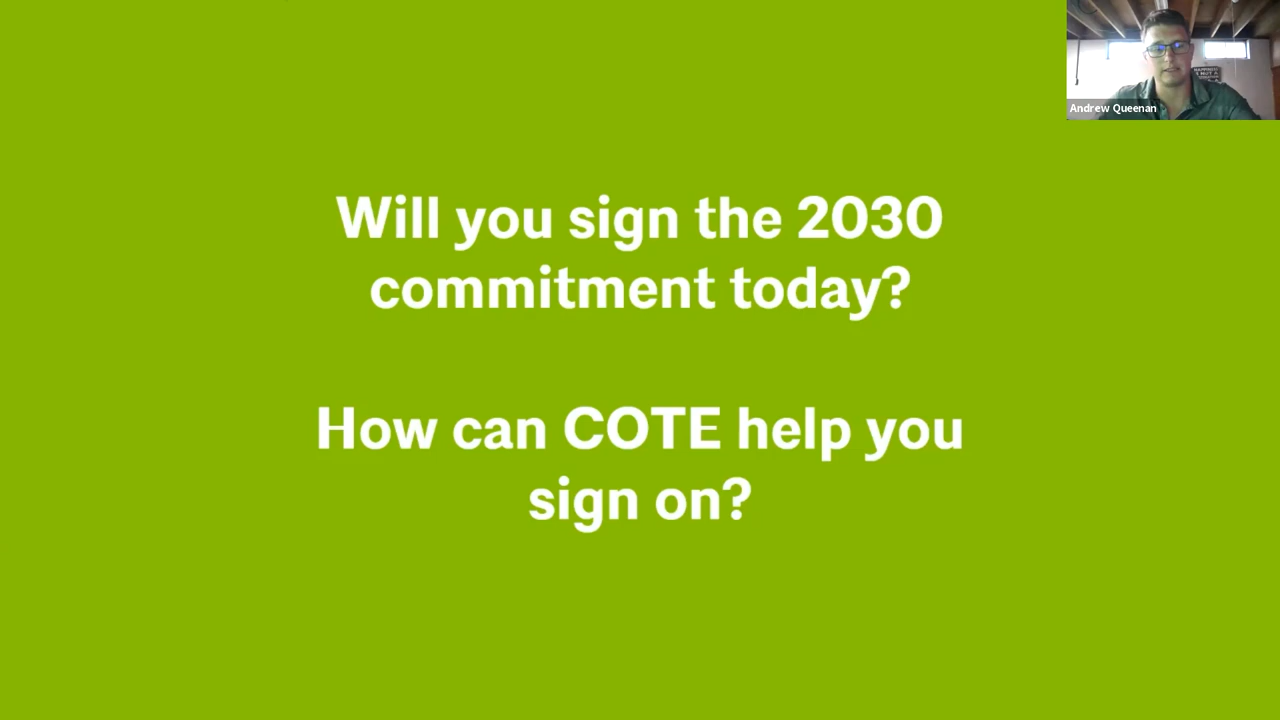 Andrew Queenan
Will you sign the 2030
commitment today?
How can COTE help you
sign on?